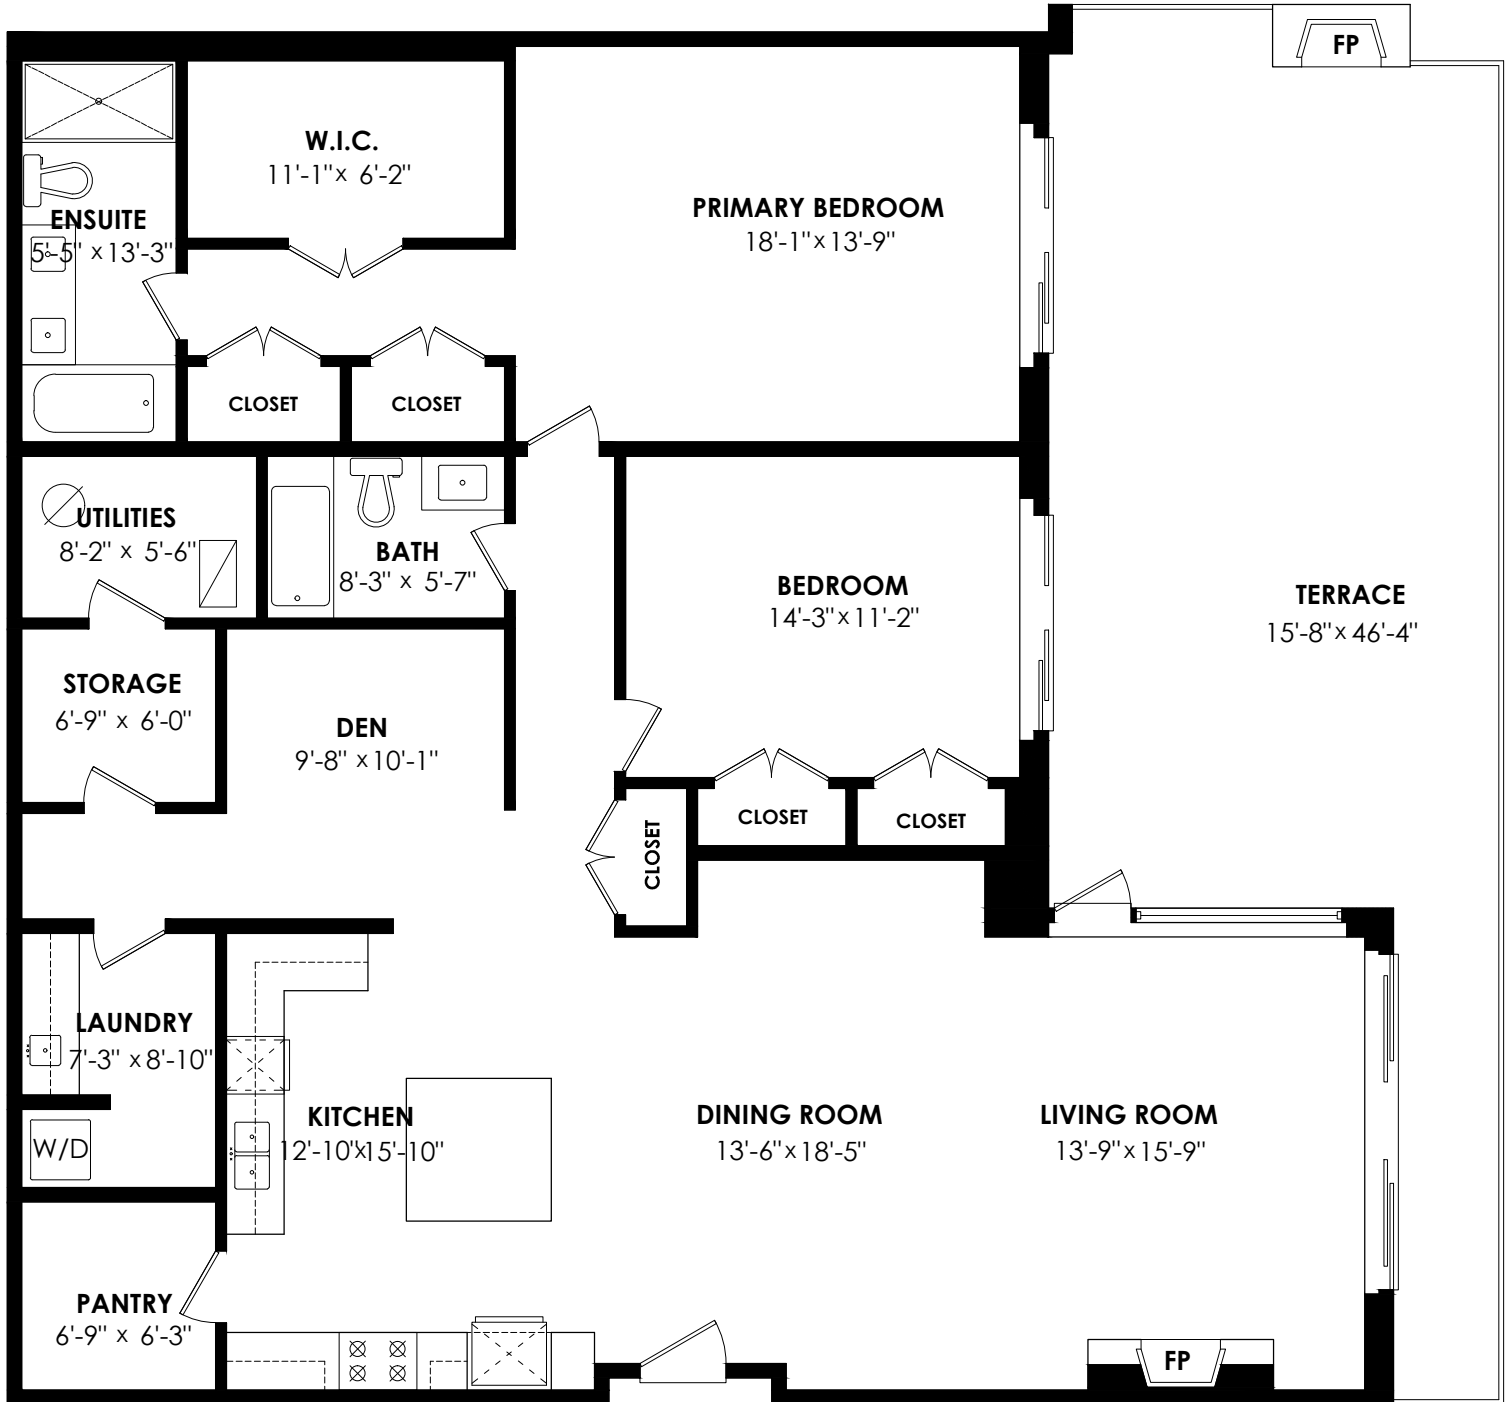 FP
W.I.C.
11'-1"x 6'-2"
ENSUITE
5'-5" x 13'-3"
PRIMARY BEDROOM
18'-1"x 13'-9"
CLOSET
CLOSET
UTILITIES
8'-2" x 5'-6"
BATH
8'-3" x 5'-7"
BEDROOM
14'-3"x 11'-2"
TERRACE
15'-8"x 46'-4"
STORAGE
6'-9" x 6'-0"
DEN
9'-8" x 10'-1"
CLOSET
CLOSET
CLOSET
LAUNDRY
7'-3" x 8'-10"
W/D
KITCHEN
12'-10"x 15'-10"
DINING ROOM
13'-6"x 18'-5"
LIVING ROOM
13'-9"x 15'-9"
PANTRY
6'-9" x 6'-3"
FP